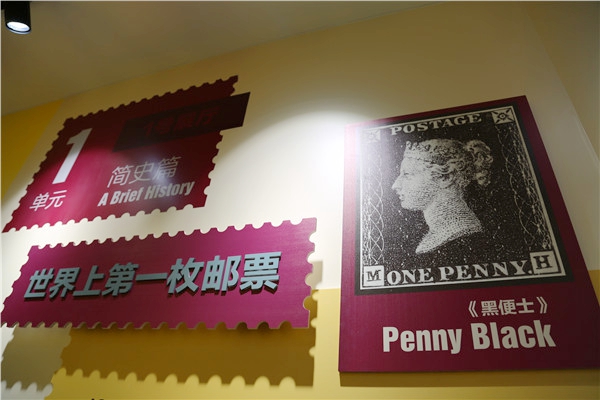 1
单元
简史篇
A Brief History
世界上第一枚邮票
POSTAGE
M ONE PENNY. H
《黑便士》
Penny Black